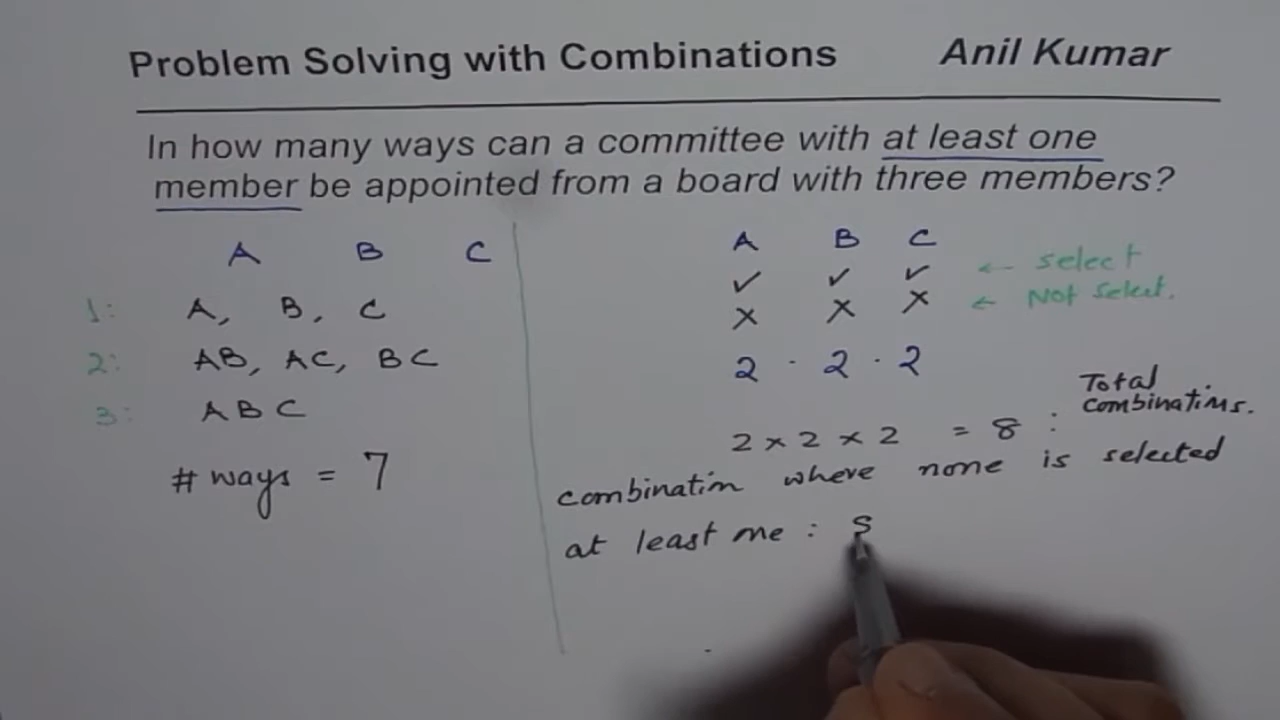 Problem Solving with Combinations Anil Kumar
In how many ways can a committee with at least one
member be appointed from a board with three members?
A B C
1: A, B, C
2: AB, AC, BC
3: ABC
# ways = 7
A B C
✓ ✓ ✓ ← select
× × × ← Not select.
2 · 2 · 2
2 × 2 × 2 = 8 : Total
combinations.
combination where none is selected
at least one :